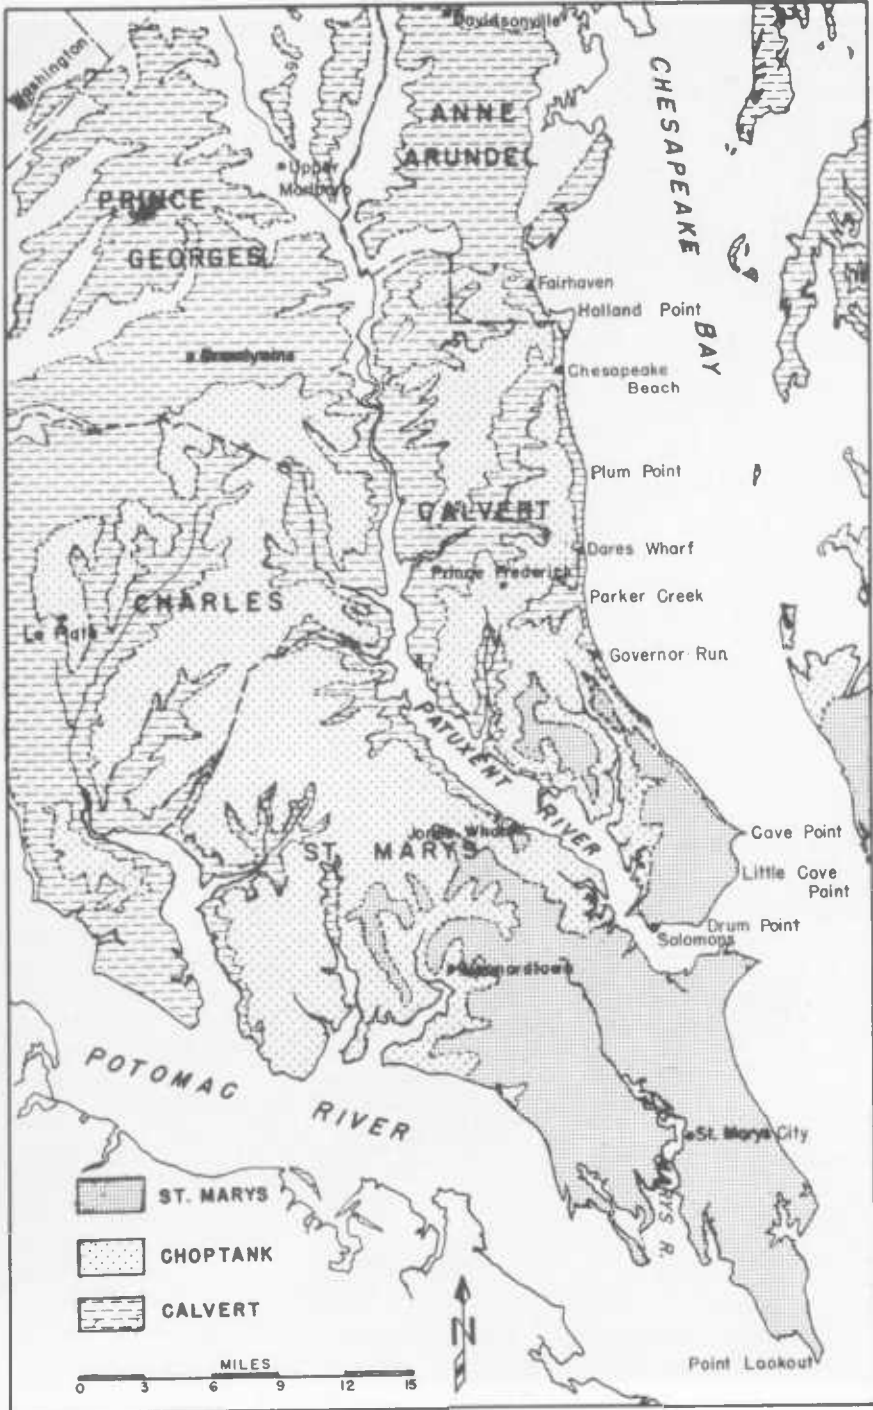 Washington
Davidsonville
CHESAPEAKE BAY
ANNE
ARUNDEL
Upper
Marlboro
PRINCE
GEORGES
Fairhaven
Holland Point
Brandywine
Chesapeake
Beach
Plum Point
CALVERT
Dares Wharf
Prince Frederick
Parker Creek
CHARLES
La Plata
Governor Run
PATUXENT RIVER
ST. MARYS
Cove Point
Little Cove
Point
Drum Point
Solomons
POTOMAC RIVER
St. Marys City
MARYS R.
ST. MARYS
CHOPTANK
CALVERT
N
MILES
0 3 6 9 12 15
Point Lookout